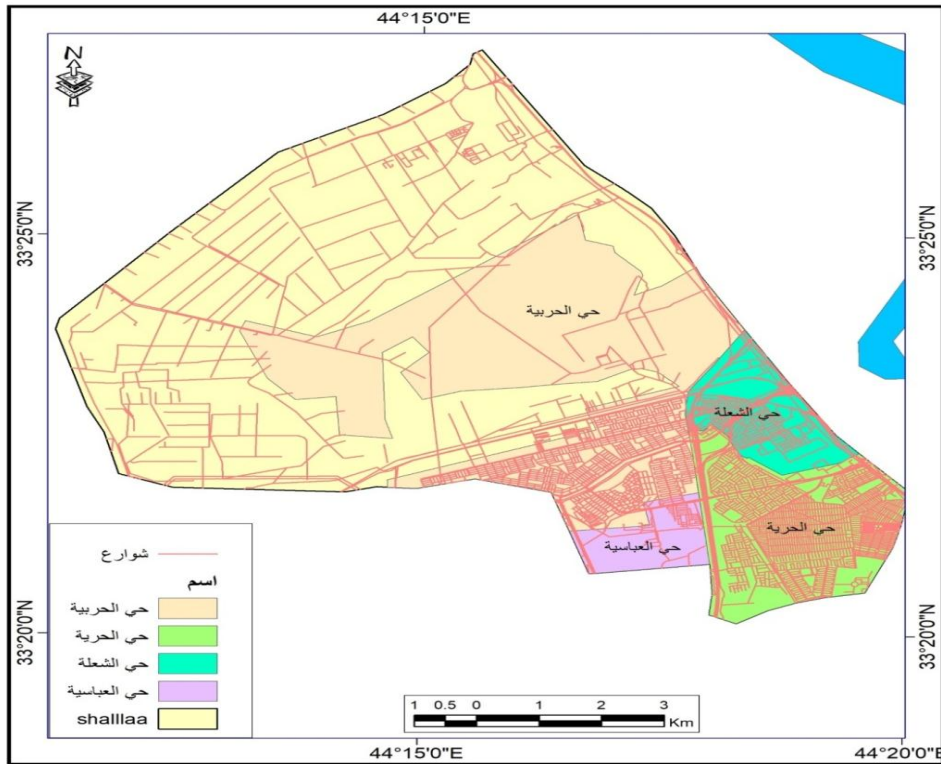 44°15'0"E
N
33°25'0"N
33°25'0"N
حي الحربية
حي الشعلة
حي الحرية
حي العباسية
شوارع
اسم
حي الحربية
حي الحرية
حي الشعلة
حي العباسية
shalllaa
33°20'0"N
33°20'0"N
1 0.5 0 1 2 3
Km
44°15'0"E
44°20'0"E